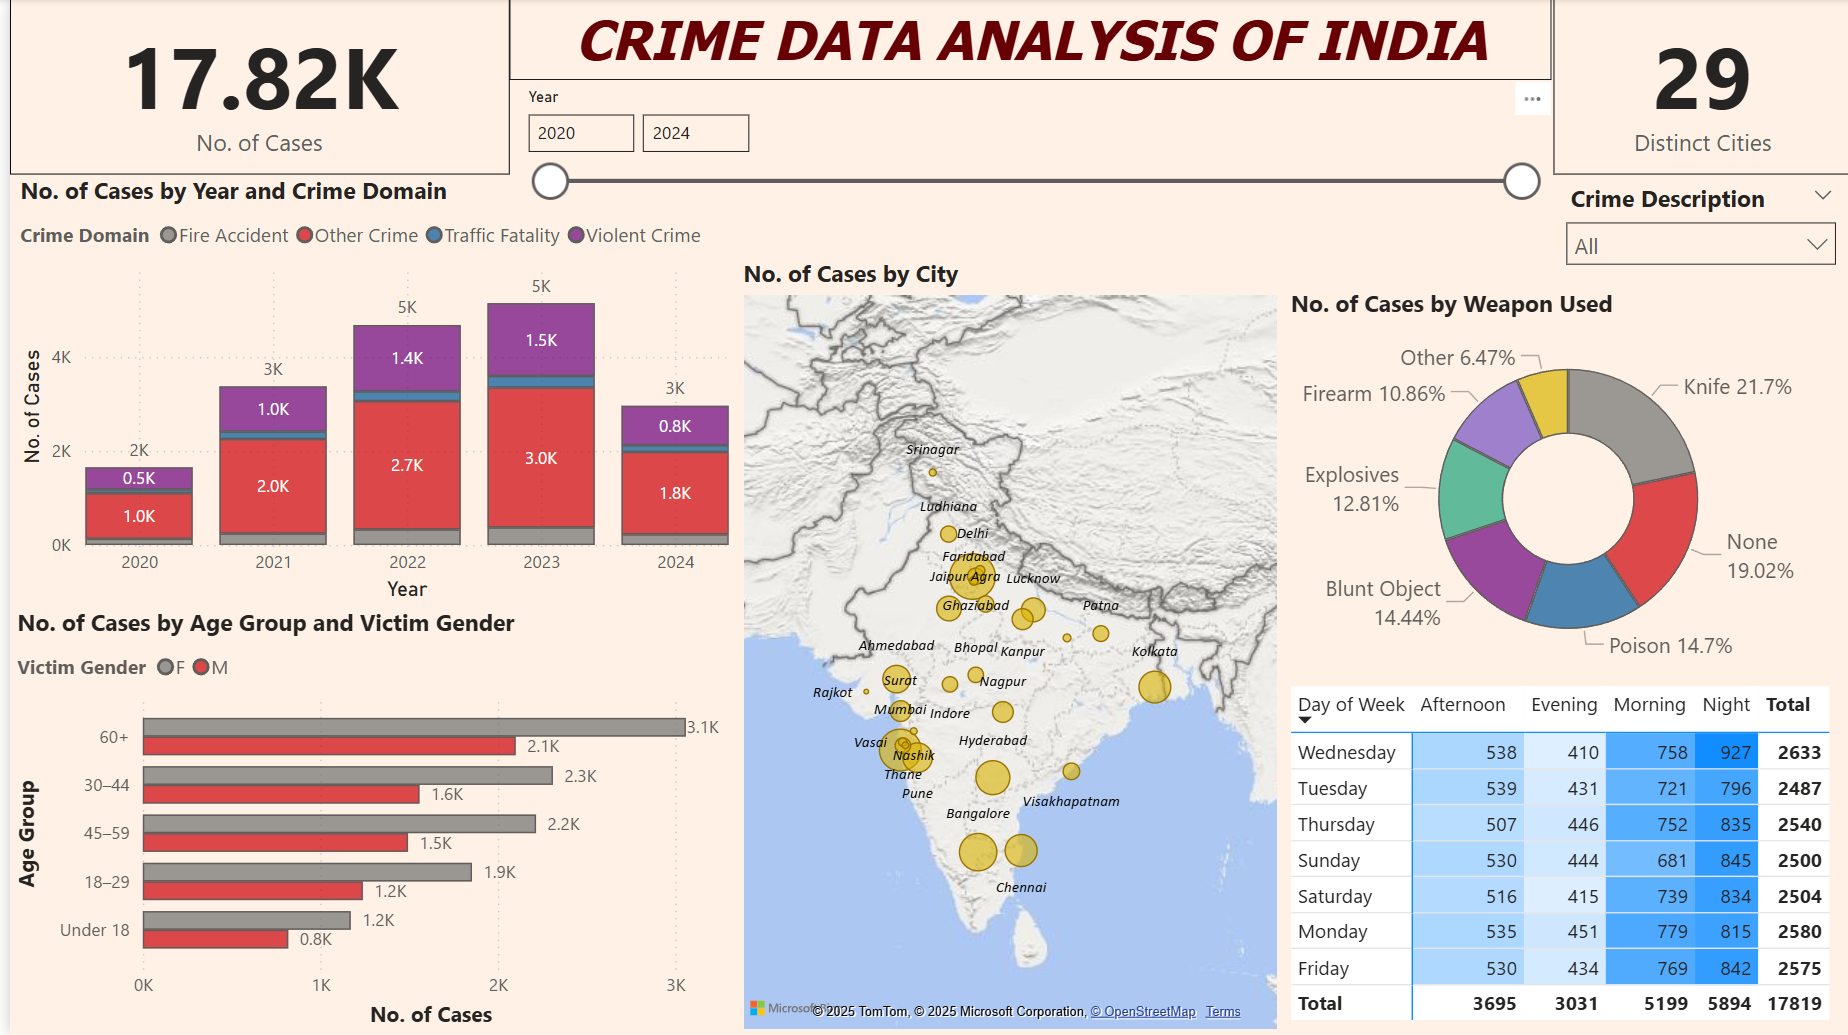 17.82K
No. of Cases
CRIME DATA ANALYSIS OF INDIA
29
Distinct Cities
Year
2020
2024
...
No. of Cases by Year and Crime Domain
Crime Domain Fire Accident Other Crime Traffic Fatality Violent Crime
No. of Cases
4K
2K
0K
2K
0.5K
1.0K
3K
1.0K
2.0K
5K
1.4K
2.7K
5K
1.5K
3.0K
3K
0.8K
1.8K
2020 2021 2022 2023 2024
Year
Crime Description
All
No. of Cases by City
Srinagar
Ludhiana
Delhi
Faridabad
Jaipur Agra Lucknow
Ghaziabad Patna
Ahmedabad Bhopal Kanpur Kolkata
Rajkot Surat Nagpur
Mumbai Indore
Vasai Nashik Hyderabad
Thane
Pune Visakhapatnam
Bangalore
Chennai
Microsoft
© 2025 TomTom, © 2025 Microsoft Corporation, © OpenStreetMap Terms
No. of Cases by Weapon Used
Other 6.47%
Firearm 10.86%
Knife 21.7%
Explosives
12.81%
None
19.02%
Blunt Object
14.44%
Poison 14.7%
No. of Cases by Age Group and Victim Gender
Victim Gender F M
Age Group
60+ 3.1K
2.1K
30–44 2.3K
1.6K
45–59 2.2K
1.5K
18–29 1.9K
1.2K
Under 18 1.2K
0.8K
0K 1K 2K 3K
No. of Cases
Day of Week Afternoon Evening Morning Night Total
Wednesday 538 410 758 927 2633
Tuesday 539 431 721 796 2487
Thursday 507 446 752 835 2540
Sunday 530 444 681 845 2500
Saturday 516 415 739 834 2504
Monday 535 451 779 815 2580
Friday 530 434 769 842 2575
Total 3695 3031 5199 5894 17819